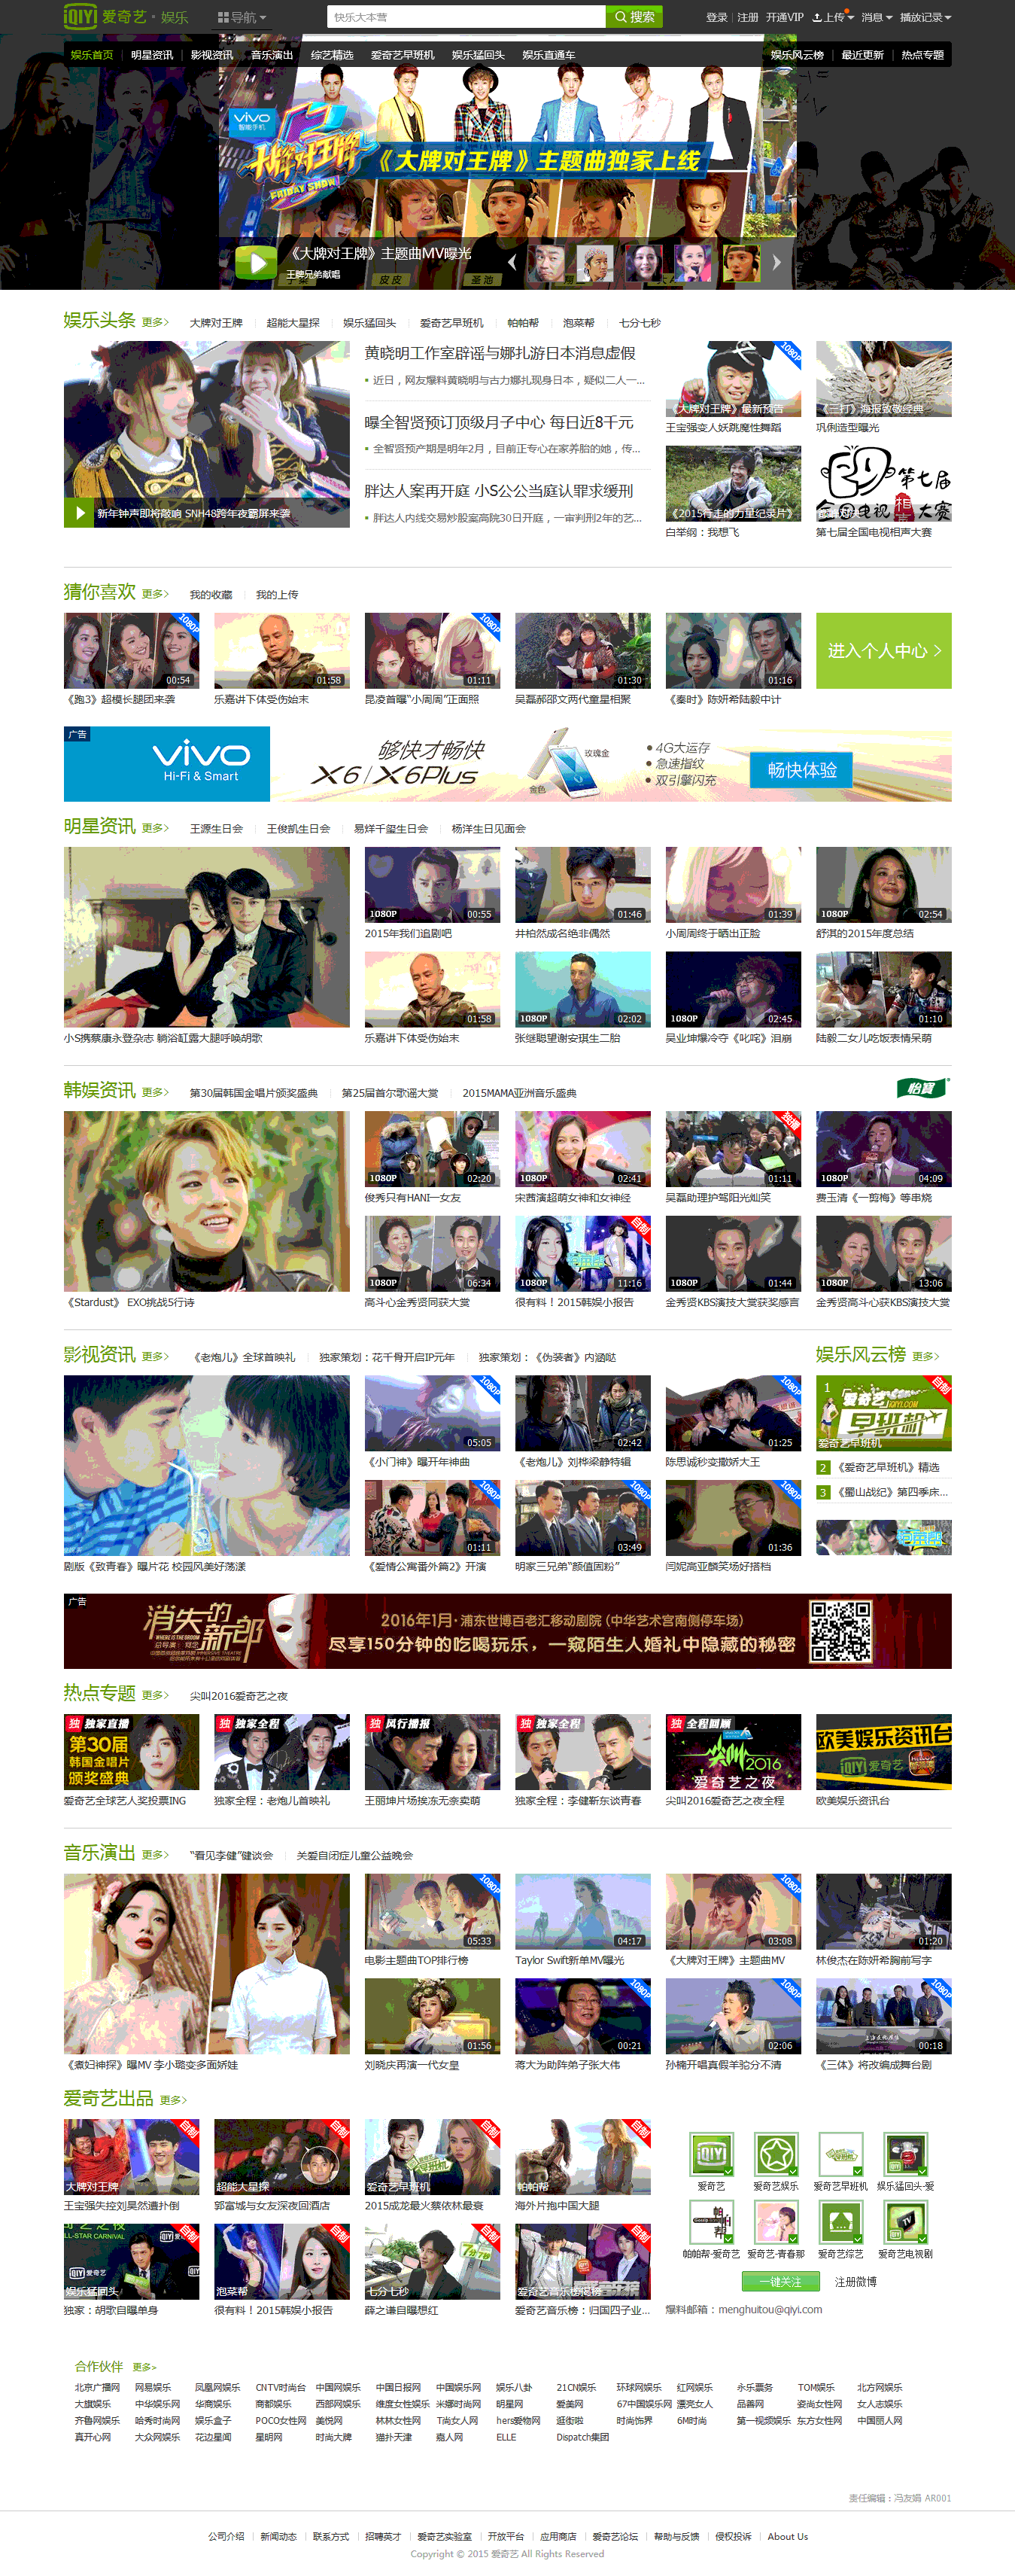 iQIYI 爱奇艺·娱乐
导航
快乐大本营
搜索
登录 注册 开通VIP 上传 消息 播放记录
娱乐首页 明星资讯 影视资讯 音乐演出 综艺精选 爱奇艺早班机 娱乐猛回头 娱乐直通车 娱乐风云榜 最近更新 热点专题
vivo
智能手机
大牌对王牌
FRIDAY SHOW
《大牌对王牌》主题曲独家上线
《大牌对王牌》主题曲MV曝光
王牌兄弟献唱
娱乐头条 更多>
大牌对王牌 超能大星探 娱乐猛回头 爱奇艺早班机 帕帕帮 泡菜帮 七分七秒
新年钟声即将敲响 SNH48跨年夜霸屏来袭
黄晓明工作室辟谣与娜扎游日本消息虚假
近日，网友爆料黄晓明与古力娜扎现身日本，疑似二人一...
曝全智贤预订顶级月子中心 每日近8千元
全智贤预产期是明年2月，目前正专心在家养胎的她，传...
胖达人案再开庭 小S公公当庭认罪求缓刑
胖达人内线交易炒股案高院30日开庭，一审判刑2年的艺...
1080P
《大牌对王牌》最新预告
王宝强变人妖跳魔性舞蹈
《三打》海报致敬经典
巩俐造型曝光
《2015行走的力量纪录片》
白举纲：我想飞
第七届全国电视相声大赛
猜你喜欢 更多>
我的收藏 我的上传
1080P 00:54
《跑3》超模长腿团来袭
01:58
乐嘉讲下体受伤始末
1080P 01:11
昆凌首曝“小周周”正面照
01:30
吴磊郝邵文两代童星相聚
01:16
《秦时》陈妍希陆毅中计
进入个人中心 >
广告
vivo
Hi-Fi & Smart
够快才畅快
X6 / X6Plus
玫瑰金
金色
4G大运存
急速指纹
双引擎闪充
畅快体验
明星资讯 更多>
王源生日会 王俊凯生日会 易烊千玺生日会 杨洋生日见面会
小S携蔡康永登杂志 躺浴缸露大腿呼唤胡歌
1080P 00:55
2015年我们追剧吧
01:46
井柏然成名绝非偶然
01:39
小周周终于晒出正脸
1080P 02:54
舒淇的2015年度总结
01:58
乐嘉讲下体受伤始末
02:02
张继聪望谢安琪生二胎
1080P 02:45
吴业坤爆冷夺《叱咤》泪崩
01:10
陆毅二女儿吃饭表情呆萌
韩娱资讯 更多>
第30届韩国金唱片颁奖盛典 第25届首尔歌谣大赏 2015MAMA亚洲音乐盛典
怡寶
《Stardust》 EXO挑战5行诗
1080P 02:20
俊秀只有HANI一女友
1080P 02:41
宋茜演超萌女神和女神经
独播
01:11
吴磊助理护驾阳光灿笑
1080P 04:09
费玉清《一剪梅》等串烧
1080P 06:34
高斗心金秀贤同获大赏
自制
1080P 11:16
很有料！2015韩娱小报告
1080P 01:44
金秀贤KBS演技大赏获奖感言
1080P 13:06
金秀贤高斗心获KBS演技大赏
影视资讯 更多>
《老炮儿》全球首映礼 独家策划：花千骨开启IP元年 独家策划：《伪装者》内涵哒
剧版《致青春》曝片花 校园风美好荡漾
1080P 05:05
《小门神》曝开年神曲
02:42
《老炮儿》刘桦梁静特辑
1080P 01:25
陈思诚秒变撒娇大王
1080P 01:11
《爱情公寓番外篇2》开演
1080P 03:49
明家三兄弟“颜值固粉”
1080P 01:36
闫妮高亚麟笑场好搭档
娱乐风云榜 更多>
1
自制
爱奇艺
早班机
爱奇艺早班机
2 《爱奇艺早班机》精选
3 《蜀山战纪》第四季床...
广告
消失的新郎
2016年1月·浦东世博百老汇移动剧院（中华艺术宫南侧停车场）
尽享150分钟的吃喝玩乐，一窥陌生人婚礼中隐藏的秘密
热点专题 更多>
尖叫2016爱奇艺之夜
独 独家直播
第30届
韩国金唱片
颁奖盛典
爱奇艺全球艺人奖投票ING
独 独家全程
独家全程：老炮儿首映礼
独 风行播报
王丽坤片场挨冻无奈卖萌
独 独家全程
独家全程：李健靳东谈青春
独 全程回顾
尖叫2016
爱奇艺之夜
尖叫2016爱奇艺之夜全程
欧美娱乐资讯台
爱奇艺
欧美娱乐资讯台
音乐演出 更多>
“看见李健”健谈会 关爱自闭症儿童公益晚会
《煮妇神探》曝MV 李小璐变多面娇娃
1080P 05:33
电影主题曲TOP排行榜
04:17
Taylor Swift新单MV曝光
1080P 03:08
《大牌对王牌》主题曲MV
01:20
林俊杰在陈妍希胸前写字
01:56
刘晓庆再演一代女皇
1080P 00:21
蒋大为助阵弟子张大伟
1080P 02:06
孙楠开唱真假羊驼分不清
1080P 00:18
《三体》将改编成舞台剧
爱奇艺出品 更多>
自制
大牌对王牌
王宝强失控刘昊然遭扑倒
自制
超能大星探
郭富城与女友深夜回酒店
自制
爱奇艺早班机
2015成龙最火蔡依林最衰
自制
帕帕帮
海外片抱中国大腿
娱乐猛回头
独家：胡歌自曝单身
自制
泡菜帮
很有料！2015韩娱小报告
7分7秒
七分七秒
薛之谦自曝想红
自制
爱奇艺音乐榜揭榜
爱奇艺音乐榜：归国四子业...
爱奇艺 爱奇艺娱乐 爱奇艺早班机 娱乐猛回头-爱
帕帕帮-爱奇艺 爱奇艺-青春那 爱奇艺综艺 爱奇艺电视剧
一键关注 注册微博
爆料邮箱：menghuitou@qiyi.com
合作伙伴 更多>
北京广播网 网易娱乐 凤凰网娱乐 CNTV时尚台 中国网娱乐 中国日报网 中国娱乐网 娱乐八卦 21CN娱乐 环球网娱乐 红网娱乐 永乐票务 TOM娱乐 北方网娱乐
大旗娱乐 中华娱乐网 华商娱乐 商都娱乐 西部网娱乐 维度女性娱乐 米娜时尚网 明星网 爱美网 67中国娱乐网 漂亮女人 品善网 姿尚女性网 女人志娱乐
齐鲁网娱乐 哈秀时尚网 娱乐盒子 POCO女性网 美悦网 林林女性网 T尚女人网 hers爱物网 逛街啦 时尚饰界 6M时尚 第一视频娱乐 东方女性网 中国丽人网
真开心网 大众网娱乐 花边星闻 星明网 时尚大牌 猫扑天津 嘉人网 ELLE Dispatch集团
责任编辑：冯友娟 AR001
公司介绍 新闻动态 联系方式 招聘英才 爱奇艺实验室 开放平台 应用商店 爱奇艺论坛 帮助与反馈 侵权投诉 About Us
Copyright © 2015 爱奇艺 All Rights Reserved